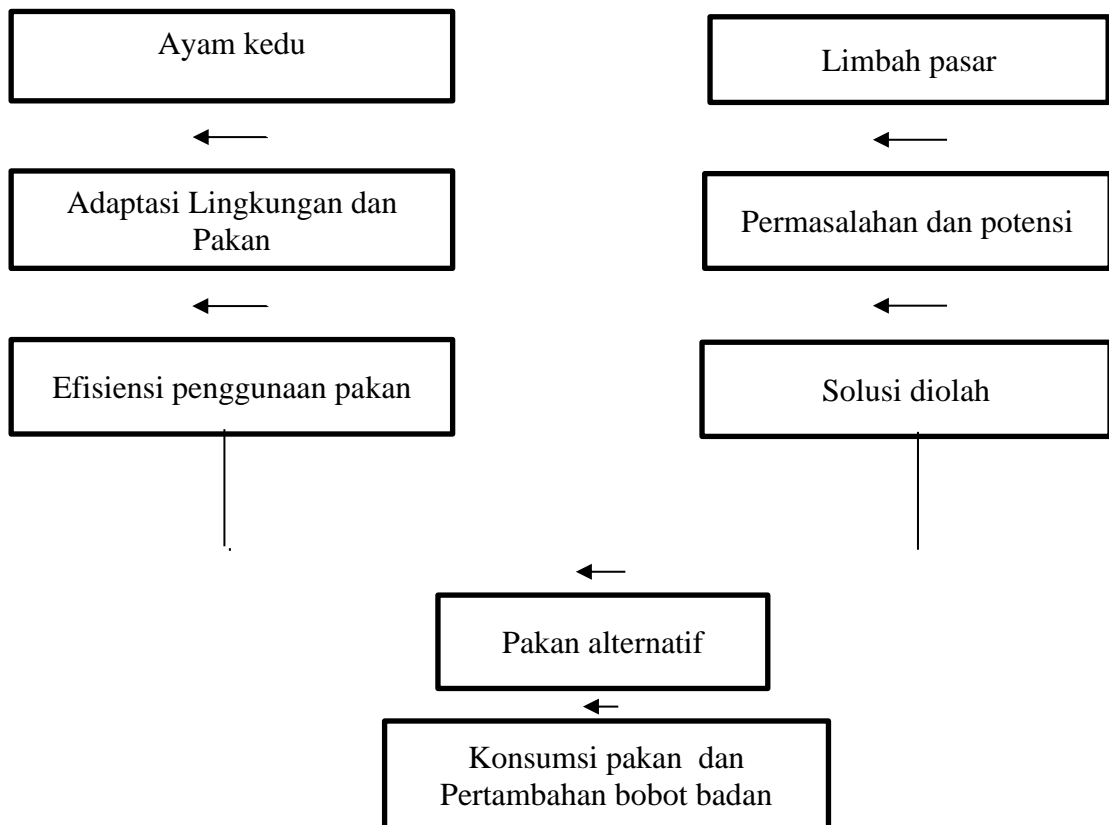 Ayam kedu
Limbah pasar
Adaptasi Lingkungan dan
Pakan
Permasalahan dan potensi
Efisiensi penggunaan pakan
Solusi diolah
Pakan alternatif
Konsumsi pakan dan
Pertambahan bobot badan